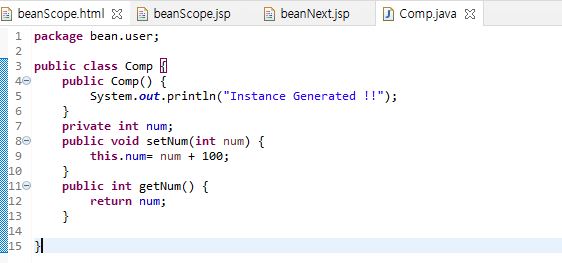 beanScope.html beanScope.jsp beanNext.jsp Comp.java
1 package bean.user;
2
3 public class Comp {
4 public Comp() {
5 System.out.println("Instance Generated !!");
6 }
7 private int num;
8 public void setNum(int num) {
9 this.num= num + 100;
10 }
11 public int getNum() {
12 return num;
13 }
14
15 }